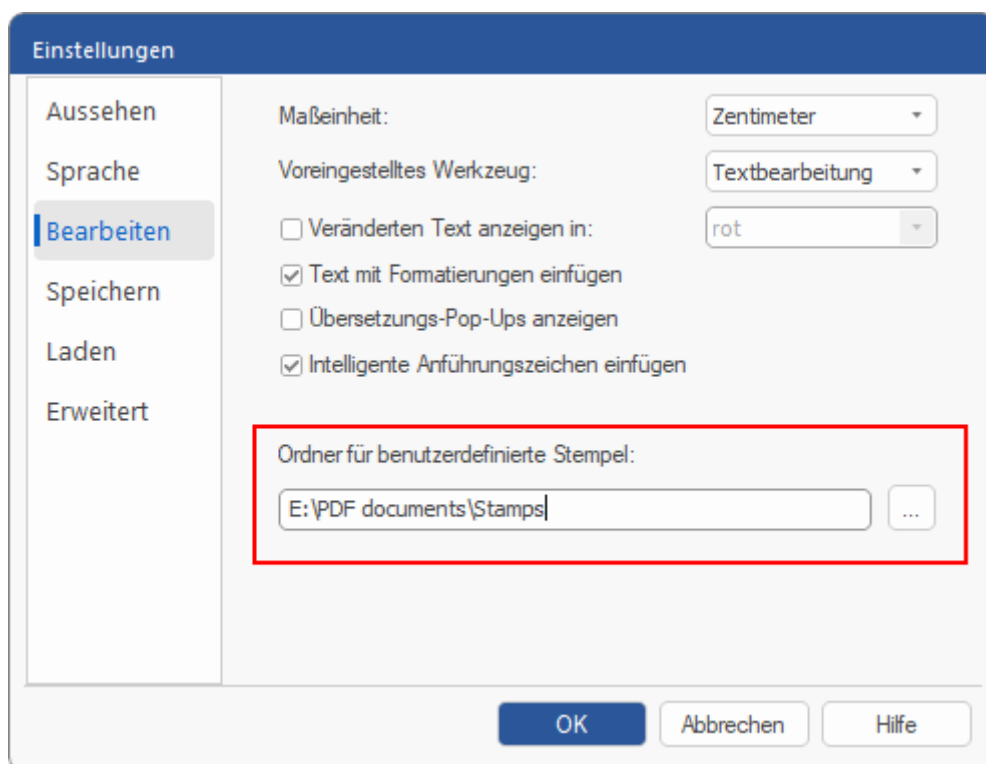 Einstellungen
Aussehen
Sprache
Bearbeiten
Speichern
Laden
Erweitert
Maßeinheit:
Zentimeter
Voreingestelltes Werkzeug:
Textbearbeitung
Veränderten Text anzeigen in:
rot
Text mit Formatierungen einfügen
Übersetzungs-Pop-Ups anzeigen
Intelligente Anführungszeichen einfügen
Ordner für benutzerdefinierte Stempel:
E:\PDF documents\Stamps
...
OK
Abbrechen
Hilfe